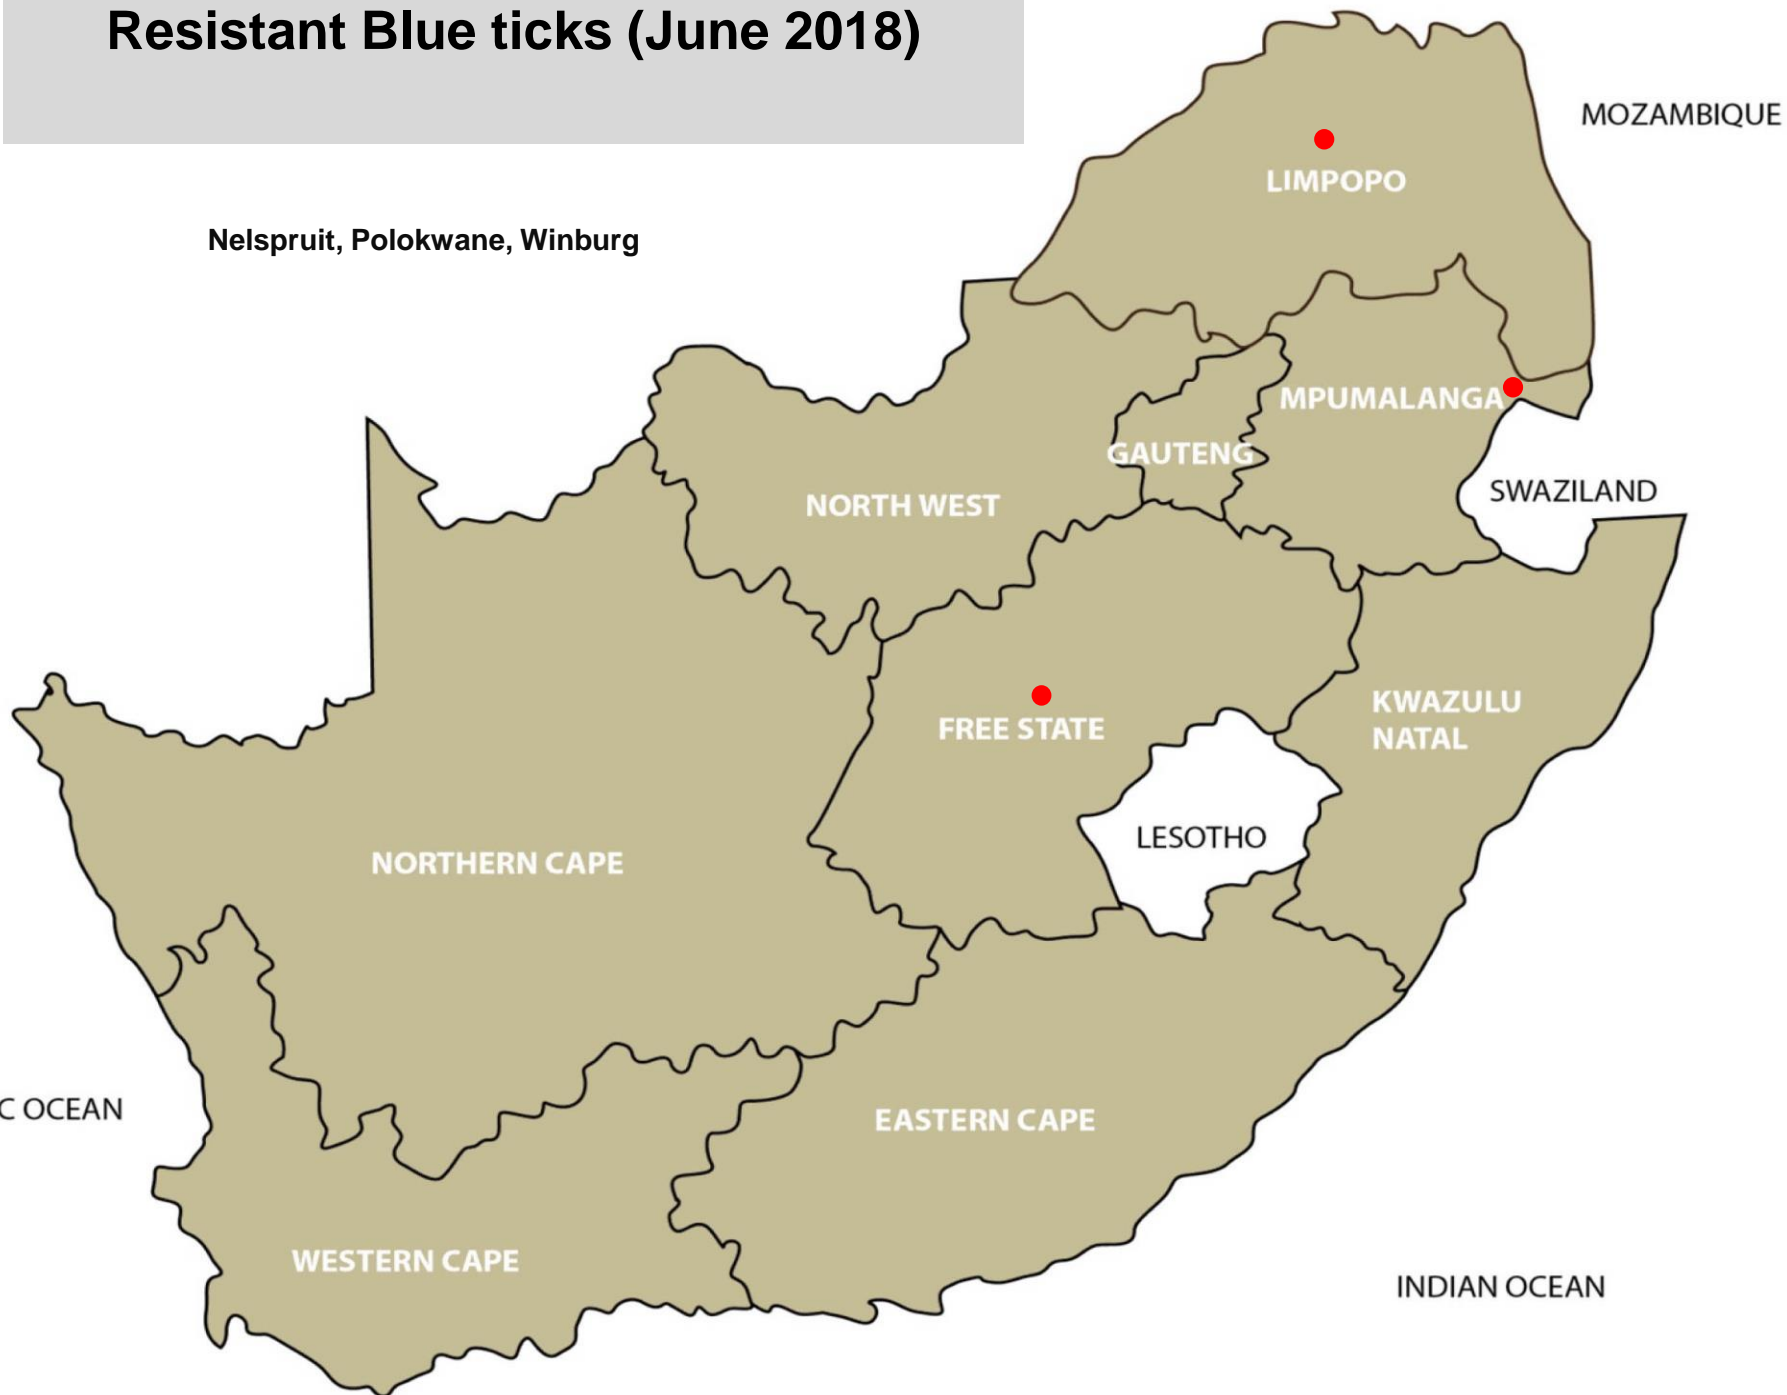 Resistant Blue ticks (June 2018)
MOZAMBIQUE
LIMPOPO
Nelspruit, Polokwane, Winburg
MPUMALANGA
GAUTENG
SWAZILAND
NORTH WEST
KWAZULU
NATAL
FREE STATE
LESOTHO
NORTHERN CAPE
C OCEAN
EASTERN CAPE
WESTERN CAPE
INDIAN OCEAN